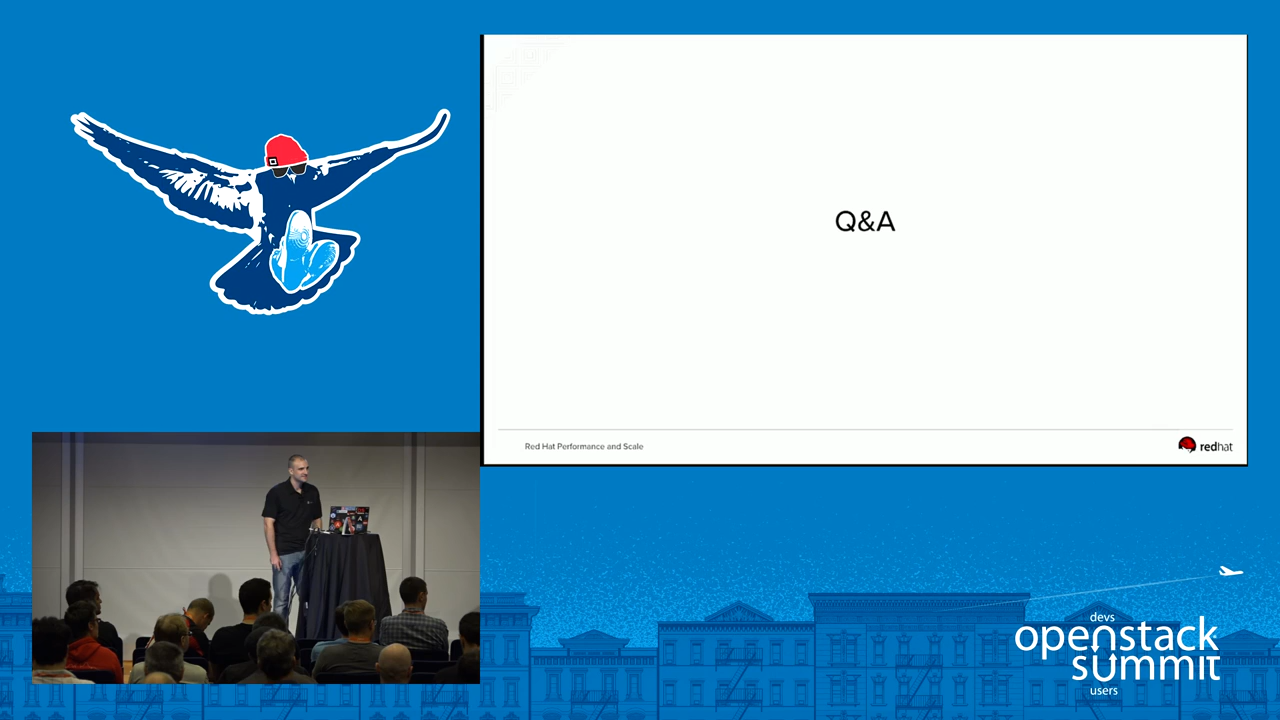 Q&A
Red Hat Performance and Scale
redhat
devs
openstack
summit
users